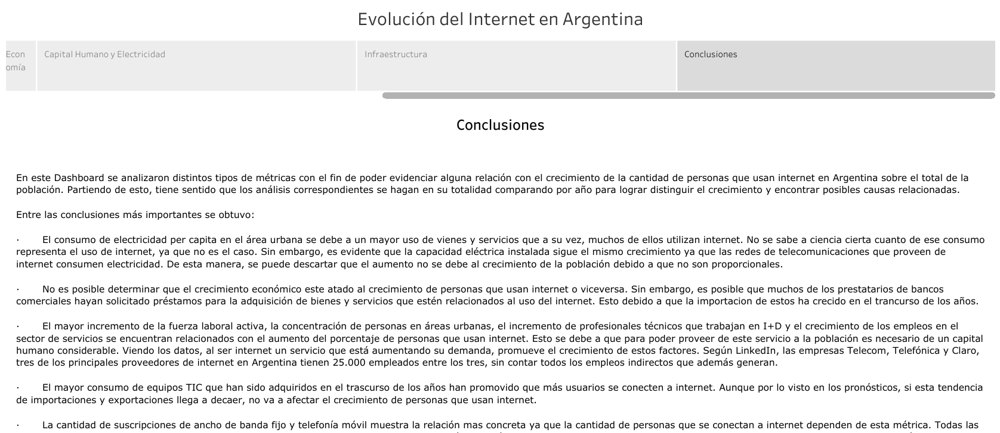 Evolución del Internet en Argentina
Econ
omía
Capital Humano y Electricidad
Infraestructura
Conclusiones
Conclusiones
En este Dashboard se analizaron distintos tipos de métricas con el fin de poder evidenciar alguna relación con el crecimiento de la cantidad de personas que usan internet en Argentina sobre el total de la
población. Partiendo de esto, tiene sentido que los análisis correspondientes se hagan en su totalidad comparando por año para lograr distinguir el crecimiento y encontrar posibles causas relacionadas.
Entre las conclusiones más importantes se obtuvo:
· El consumo de electricidad per capita en el área urbana se debe a un mayor uso de vienes y servicios que a su vez, muchos de ellos utilizan internet. No se sabe a ciencia cierta cuanto de ese consumo
representa el uso de internet, ya que no es el caso. Sin embargo, es evidente que la capacidad eléctrica instalada sigue el mismo crecimiento ya que las redes de telecomunicaciones que proveen de
internet consumen electricidad. De esta manera, se puede descartar que el aumento no se debe al crecimiento de la población debido a que no son proporcionales.
· No es posible determinar que el crecimiento económico este atado al crecimiento de personas que usan internet o viceversa. Sin embargo, es posible que muchos de los prestatarios de bancos
comerciales hayan solicitado préstamos para la adquisición de bienes y servicios que estén relacionados al uso del internet. Esto debido a que la importacion de estos ha crecido en el trancurso de los años.
· El mayor incremento de la fuerza laboral activa, la concentración de personas en áreas urbanas, el incremento de profesionales técnicos que trabajan en I+D y el crecimiento de los empleos en el
sector de servicios se encuentran relacionados con el aumento del porcentaje de personas que usan internet. Esto se debe a que para poder proveer de este servicio a la población es necesario de un capital
humano considerable. Viendo los datos, al ser internet un servicio que está aumentando su demanda, promueve el crecimiento de estos factores. Según LinkedIn, las empresas Telecom, Telefónica y Claro,
tres de los principales proveedores de internet en Argentina tienen 25.000 empleados entre los tres, sin contar todos los empleos indirectos que además generan.
· El mayor consumo de equipos TIC que han sido adquiridos en el trascurso de los años han promovido que más usuarios se conecten a internet. Aunque por lo visto en los pronósticos, si esta tendencia
de importaciones y exportaciones llega a decaer, no va a afectar el crecimiento de personas que usan internet.
· La cantidad de suscripciones de ancho de banda fijo y telefonía móvil muestra la relación mas concreta ya que la cantidad de personas que se conectan a internet dependen de esta métrica. Todas las